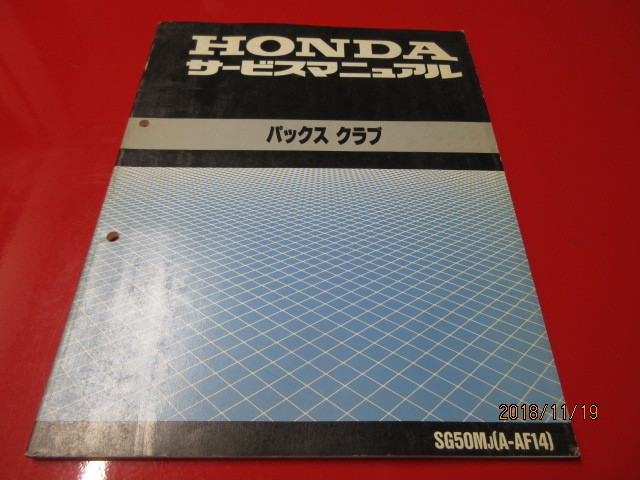 HONDA
サービスマニュアル
パックス クラブ
2018/11/19
SG50MJ(A-AF14)